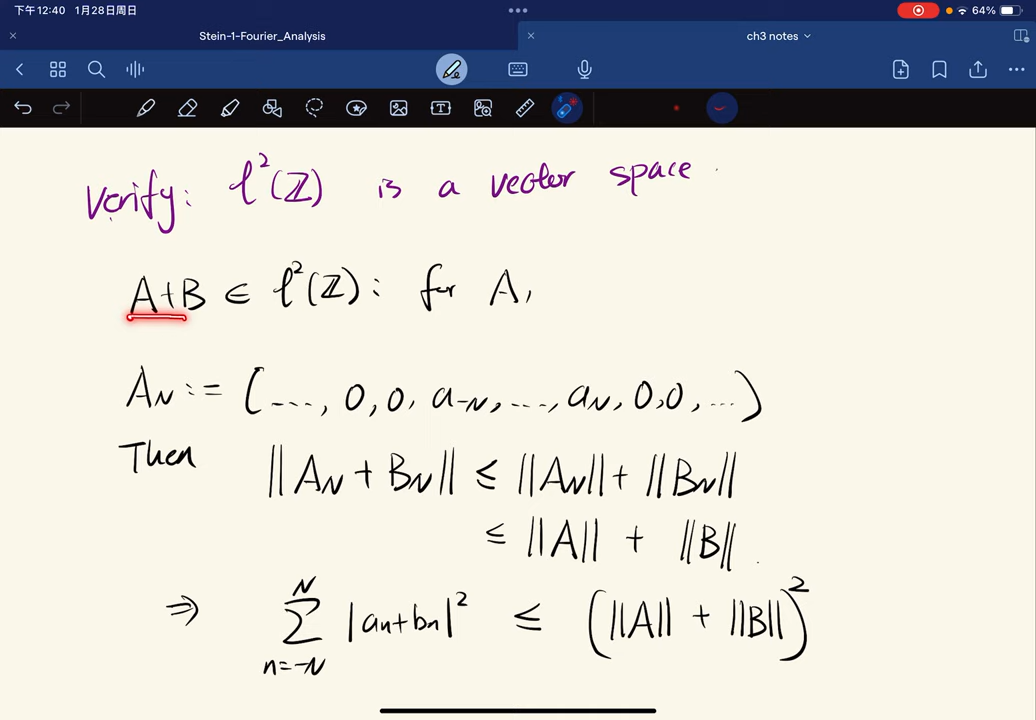 下午12:40 1月28日周日 64%
Stein-1-Fourier_Analysis ch3 notes
Verify: ℓ²(ℤ) is a vector space
A+B ∈ ℓ²(ℤ): for A,
A_N := (..., 0, 0, a_{-N}, ..., a_N, 0, 0, ...)
Then ||A_N + B_N|| ≤ ||A_N|| + ||B_N||
≤ ||A|| + ||B||.
⇒ ∑_{n=-N}^{N} |a_n + b_n|² ≤ (||A|| + ||B||)²